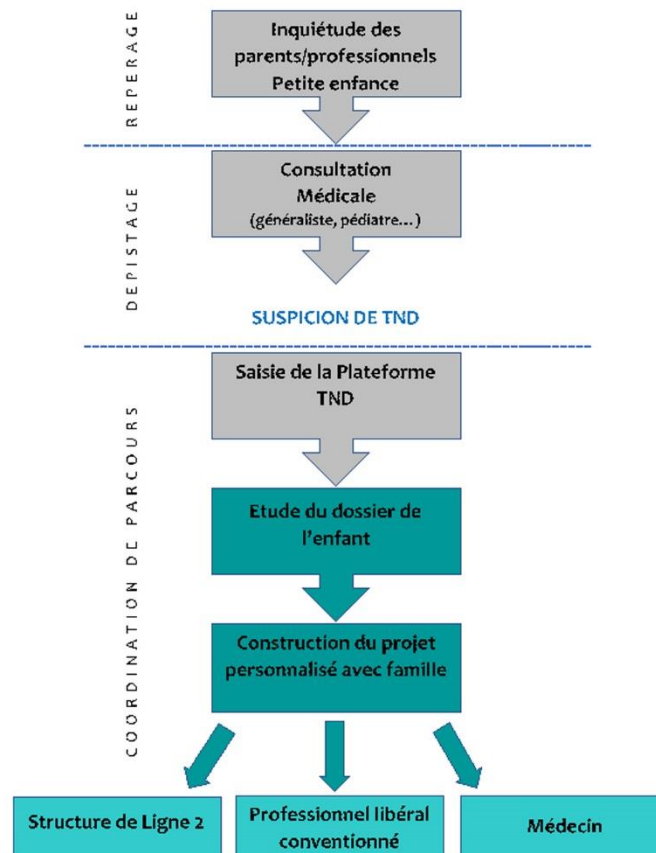 REPERAGE
Inquiétude des
parents/professionnels
Petite enfance
DEPISTAGE
Consultation
Médicale
(généraliste, pédiatre...)
SUSPICION DE TND
COORDINATION DE PARCOURS
Saisie de la Plateforme
TND
Etude du dossier de
l'enfant
Construction du projet
personnalisé avec famille
Structure de Ligne 2
Professionnel libéral
conventionné
Médecin